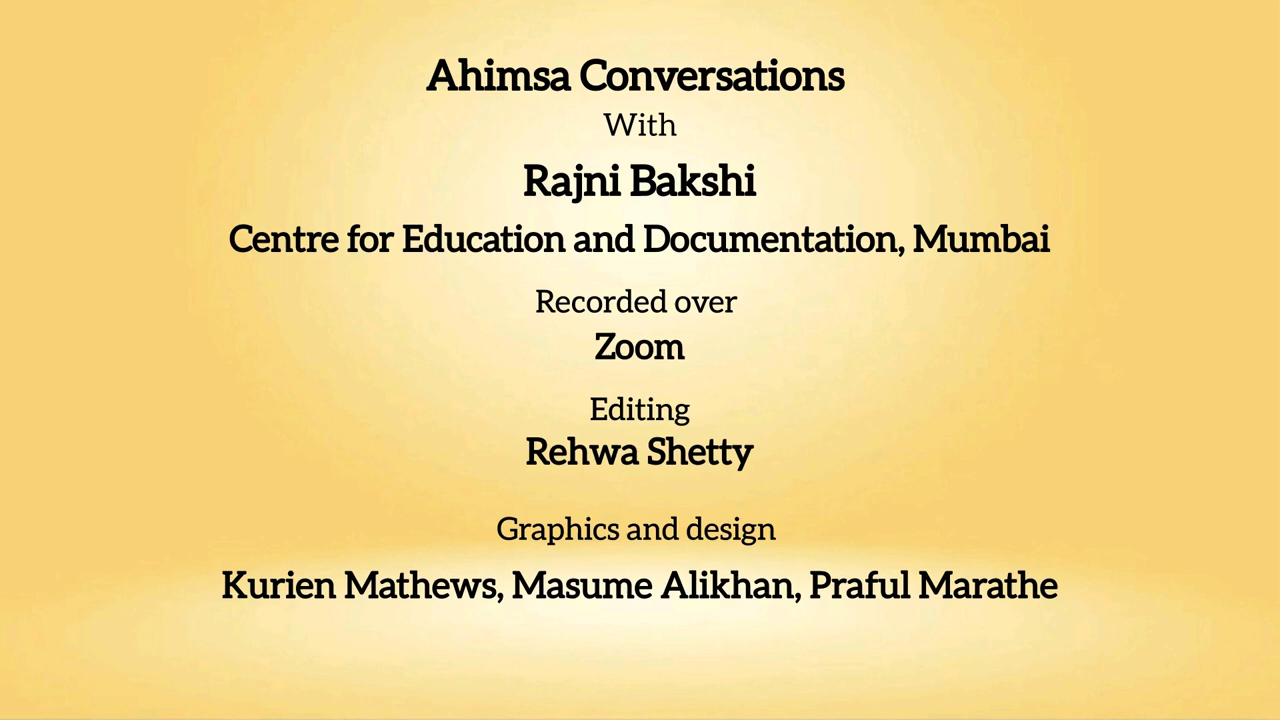 Ahimsa Conversations
With
Rajni Bakshi
Centre for Education and Documentation, Mumbai
Recorded over
Zoom
Editing
Rehwa Shetty
Graphics and design
Kurien Mathews, Masume Alikhan, Praful Marathe